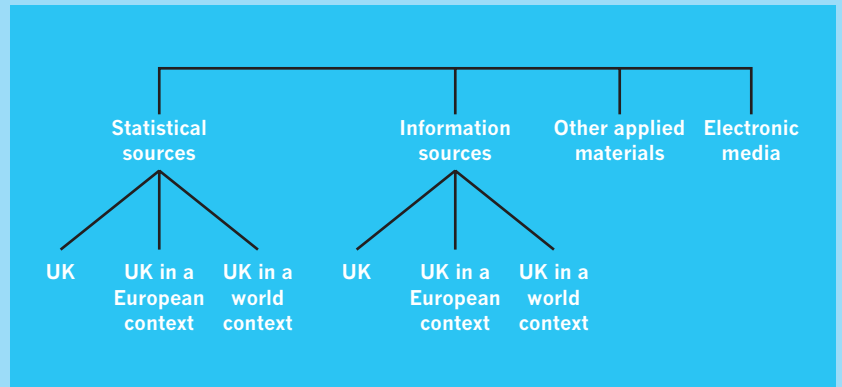 Statistical
sources
Information
sources
Other applied
materials
Electronic
media
UK
UK in a
European
context
UK in a
world
context
UK
UK in a
European
context
UK in a
world
context